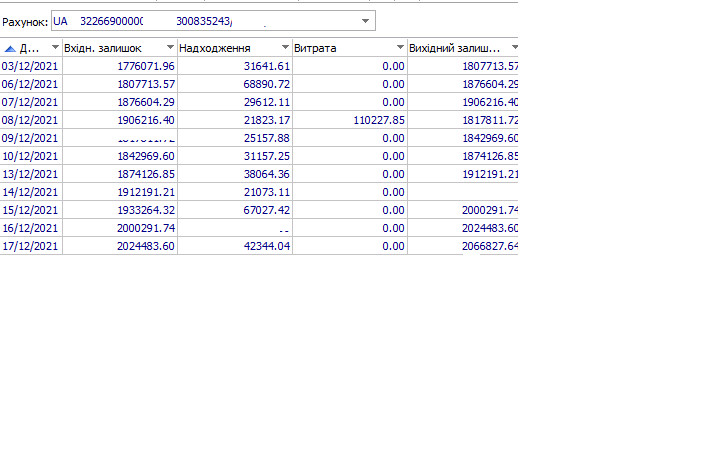 Рахунок: UA 32266900000 300835243
Д... Вхідн. залишок Надходження Витрата Вихідний залиш...
03/12/2021 1776071.96 31641.61 0.00 1807713.57
06/12/2021 1807713.57 68890.72 0.00 1876604.29
07/12/2021 1876604.29 29612.11 0.00 1906216.40
08/12/2021 1906216.40 21823.17 110227.85 1817811.72
09/12/2021 25157.88 0.00 1842969.60
10/12/2021 1842969.60 31157.25 0.00 1874126.85
13/12/2021 1874126.85 38064.36 0.00 1912191.21
14/12/2021 1912191.21 21073.11 0.00
15/12/2021 1933264.32 67027.42 0.00 2000291.74
16/12/2021 2000291.74 0.00 2024483.60
17/12/2021 2024483.60 42344.04 0.00 2066827.64